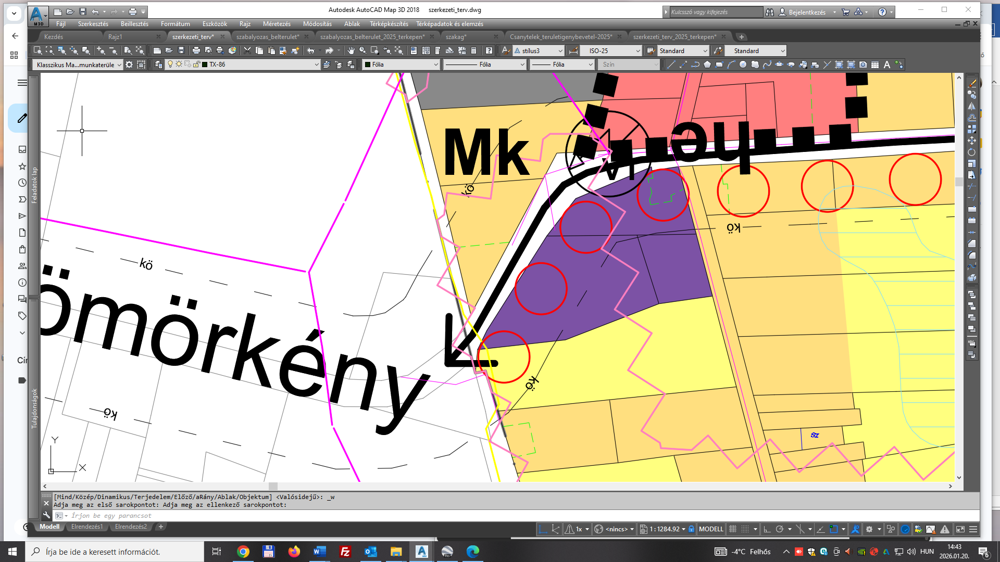 Autodesk AutoCAD Map 3D 2018 szerkezeti_terv.dwg
Kulcsszó vagy kifejezés
Bejelentkezés
M3D
Fájl Szerkesztés Beillesztés Formátum Eszközök Rajz Méretezés Módosítás Ablak Térképkészítés Térképadatok és elemzés
Kezdés Rajz1 szerkezeti_terv* szabalyozas_belterulet* szabalyozas_belterulet_2025_terkepen* szakag* Csanytelek_teruletigenybevetel-2025* szerkezeti_terv_2025_terkepen*
stílus3 ISO-25 Standard Standard
Klasszikus Ma...munkaterüle TX-86 Fólia Fólia Fólia Szín
Feladatok lap
Tulajdonságok
Mk
he
kö
kö
kö
kö
kö
ömörkény
sz
Y
X
[Mind/Közép/Dinamikus/Terjedelem/Előző/aRány/Ablak/Objektum] <Valósidejű>: _w
Adja meg az első sarokpontot: Adja meg az ellenkező sarokpontot:
Írjon be egy parancsot
Modell Elrendezés1 Elrendezés2
1x <nincs> 1:1284.92 MODELL
Cír
Írja be ide a keresett információt.
-4°C Felhős
HUN
14:43
2026.01.20.
6